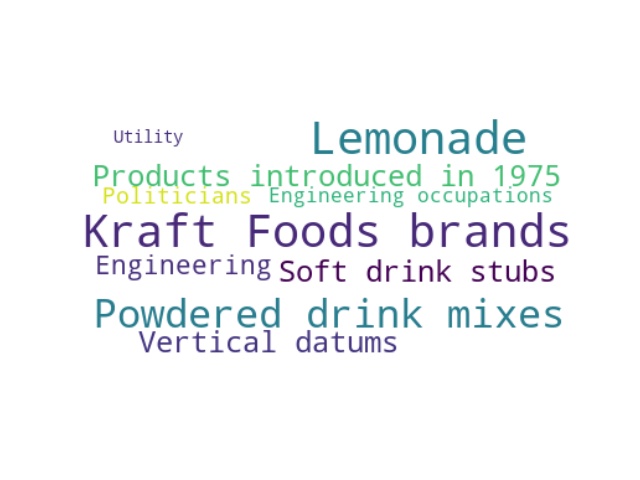 Utility
Lemonade
Products introduced in 1975
Politicians
Engineering occupations
Kraft Foods brands
Engineering
Soft drink stubs
Powdered drink mixes
Vertical datums